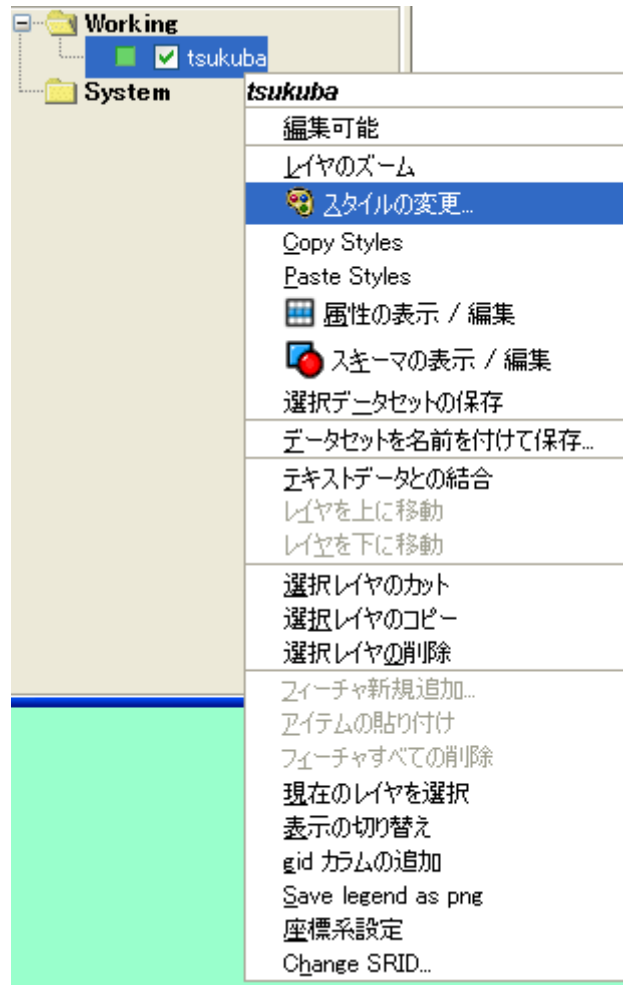 Working
tsukuba
System
tsukuba
編集可能
レイヤのズーム
スタイルの変更...
Copy Styles
Paste Styles
属性の表示 / 編集
スキーマの表示 / 編集
選択データセットの保存
データセットを名前を付けて保存...
テキストデータとの結合
レイヤを上に移動
レイヤを下に移動
選択レイヤのカット
選択レイヤのコピー
選択レイヤの削除
フィーチャ新規追加...
アイテムの貼り付け
フィーチャすべての削除
現在のレイヤを選択
表示の切り替え
gid カラムの追加
Save legend as png
座標系設定
Change SRID...